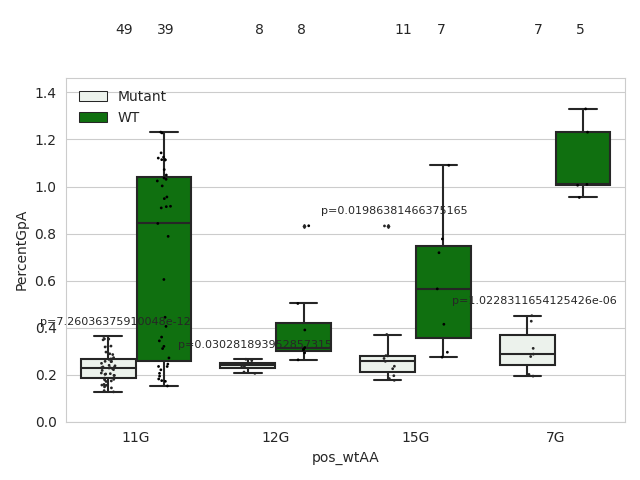 49 39 8 8 11 7 7 5
1.4
Mutant
WT
1.2
1.0
p=0.01986381466375165
0.8
0.6
p=1.0228311654125426e-06
p=7.26036375910048e-12
0.4
p=0.030281893952857315
0.2
0.0
PercentGpA
11G 12G 15G 7G
pos_wtAA